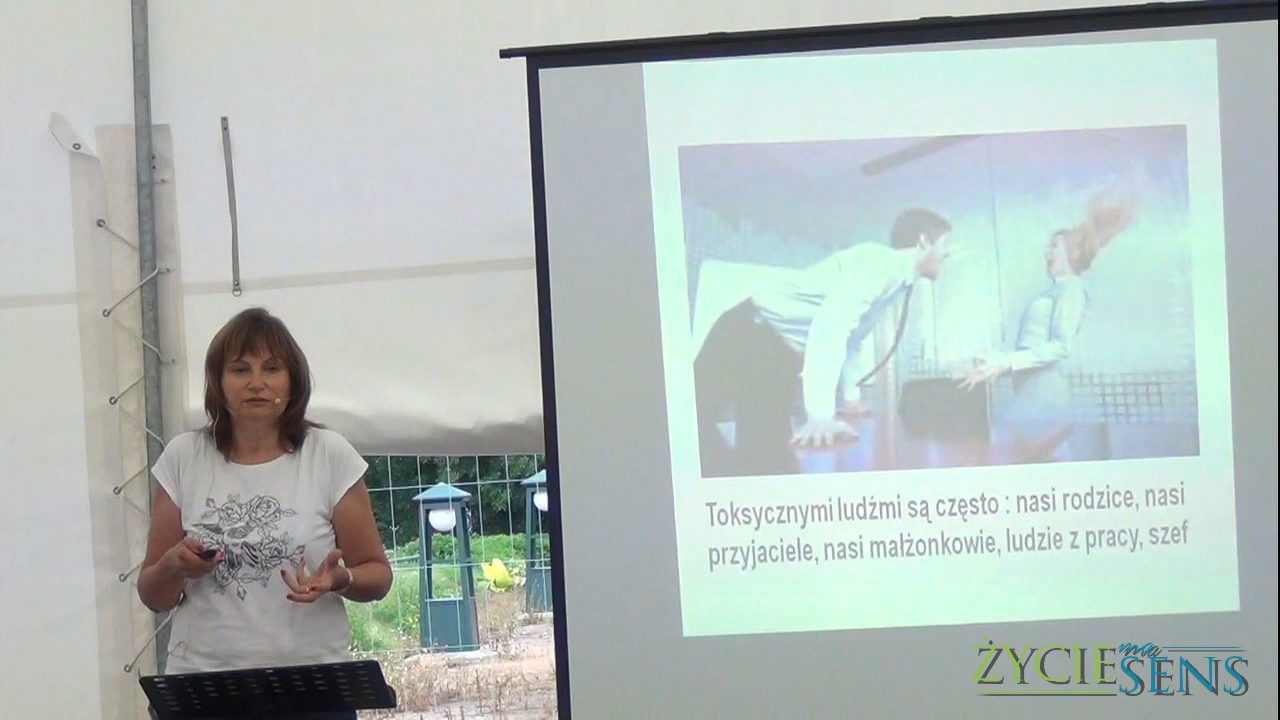 Toksycznymi ludźmi są często : nasi rodzice, nasi
przyjaciele, nasi małżonkowie, ludzie z pracy, szef
ŻYCIE ma SENS